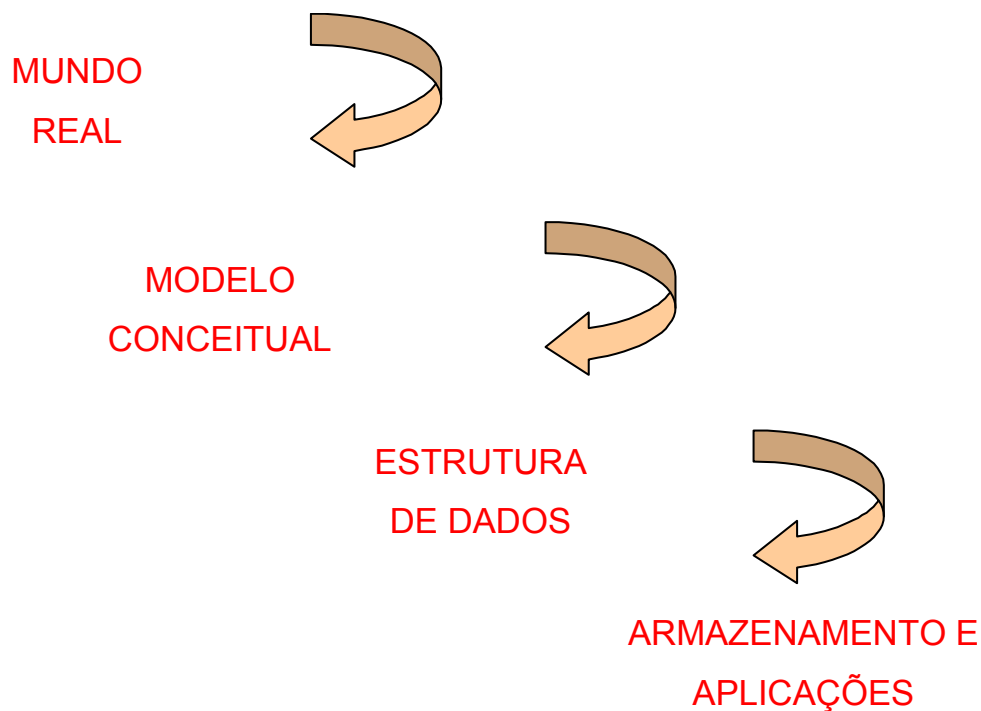 MUNDO
REAL
MODELO
CONCEITUAL
ESTRUTURA
DE DADOS
ARMAZENAMENTO E
APLICAÇÕES